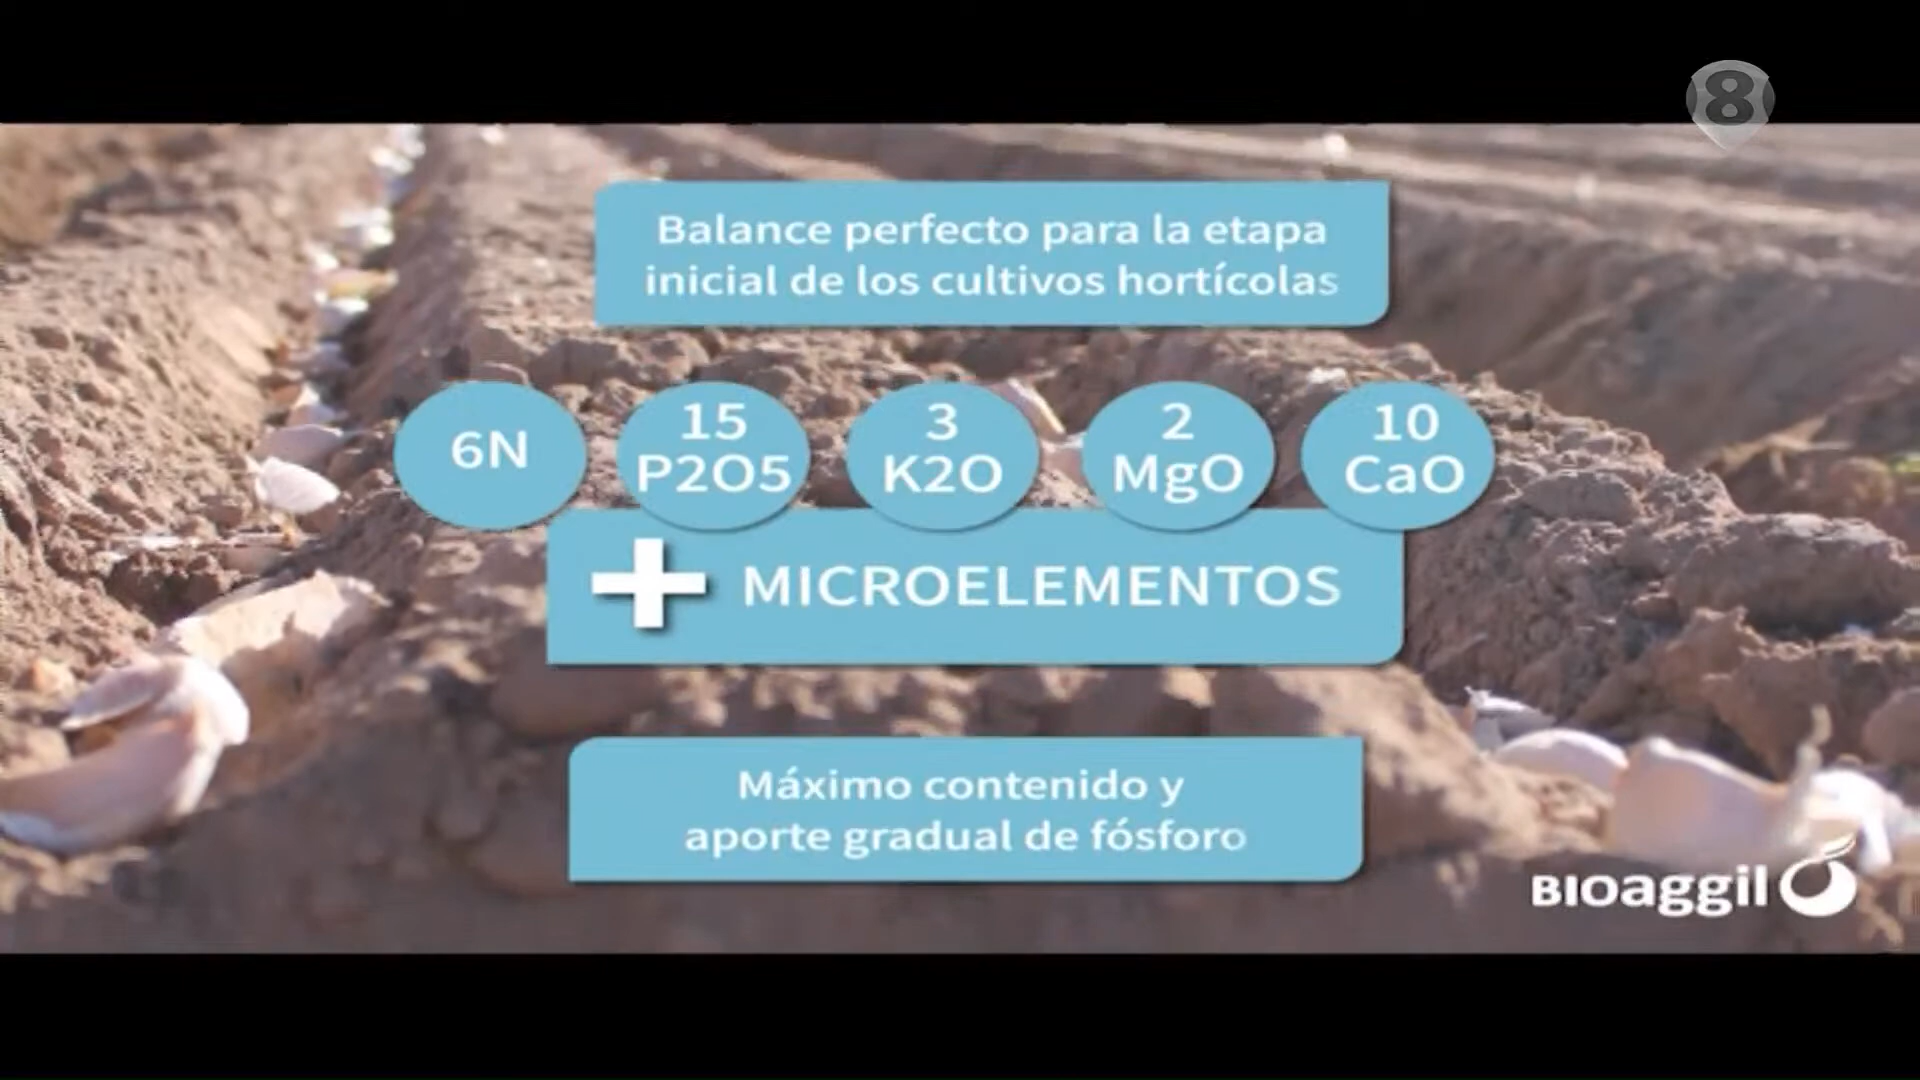 8
Balance perfecto para la etapa
inicial de los cultivos hortícolas
6N
15
P2O5
3
K2O
2
MgO
10
CaO
+ MICROELEMENTOS
Máximo contenido y
aporte gradual de fósforo
BIOaggil